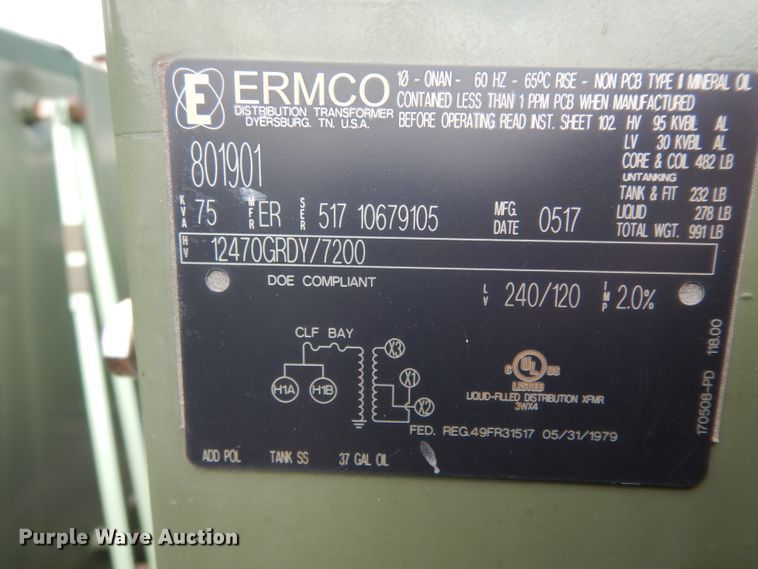 E ERMCO
DISTRIBUTION TRANSFORMER
DYERSBURG, TN. U.S.A.
10 - ONAN - 60 HZ - 65ºC RISE - NON PCB TYPE II MINERAL OIL
CONTAINED LESS THAN 1 PPM PCB WHEN MANUFACTURED
BEFORE OPERATING READ INST. SHEET 102. HV 95 KVBIL AL
LV 30 KVBIL AL
CORE & COIL 482 LB
UNTANKING
TANK & FIT 232 LB
LIQUID 278 LB
TOTAL WGT. 991 LB
801901
KVA 75 MFR ER SER 517 10679105 MFG. DATE 0517
HV 12470GRDY/7200
DOE COMPLIANT
LV 240/120 IMP 2.0%
CLF BAY
H1A H1B X3 X1 X2
C UL US
LISTED
LIQUID-FILLED DISTRIBUTION XFMR
3WX4
FED. REG.49FR31517 05/31/1979
ADD POL TANK SS 37 GAL OIL
170508-PD 118.00
Purple Wave Auction